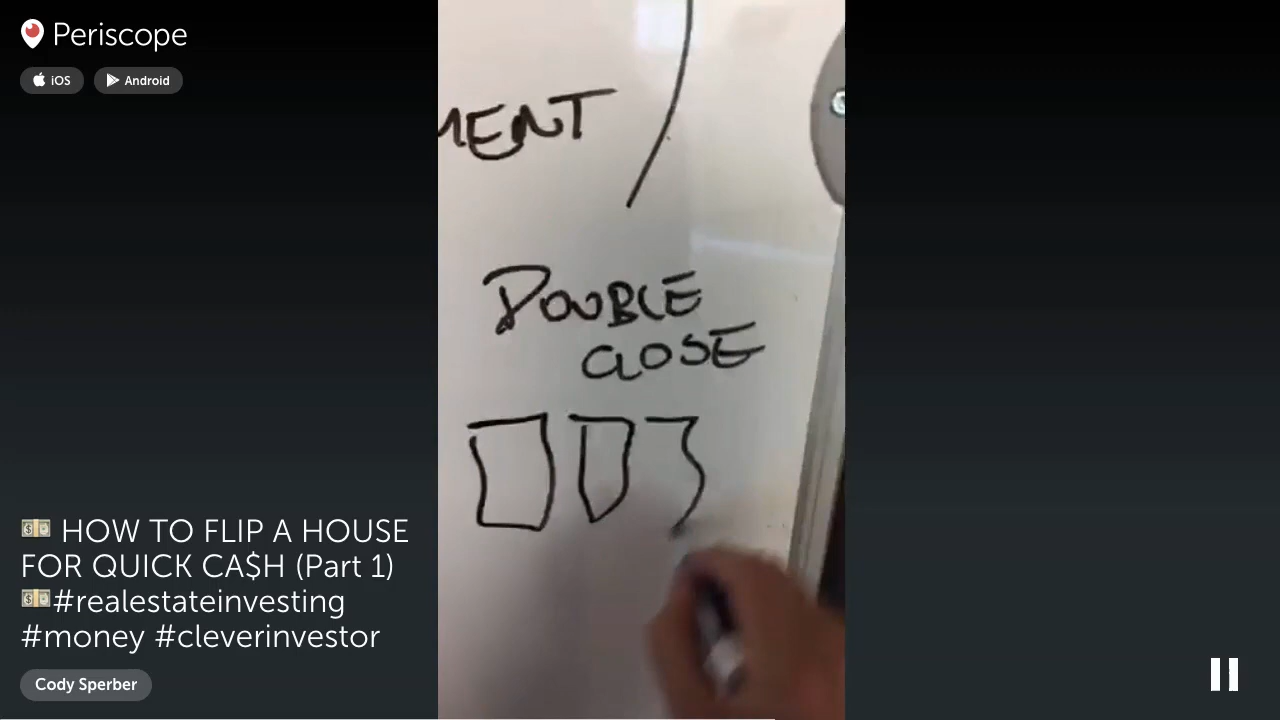 Periscope
iOS
Android
MENT
DOUBLE
CLOSE
💵 HOW TO FLIP A HOUSE
FOR QUICK CA$H (Part 1)
💵#realestateinvesting
#money #cleverinvestor
Cody Sperber